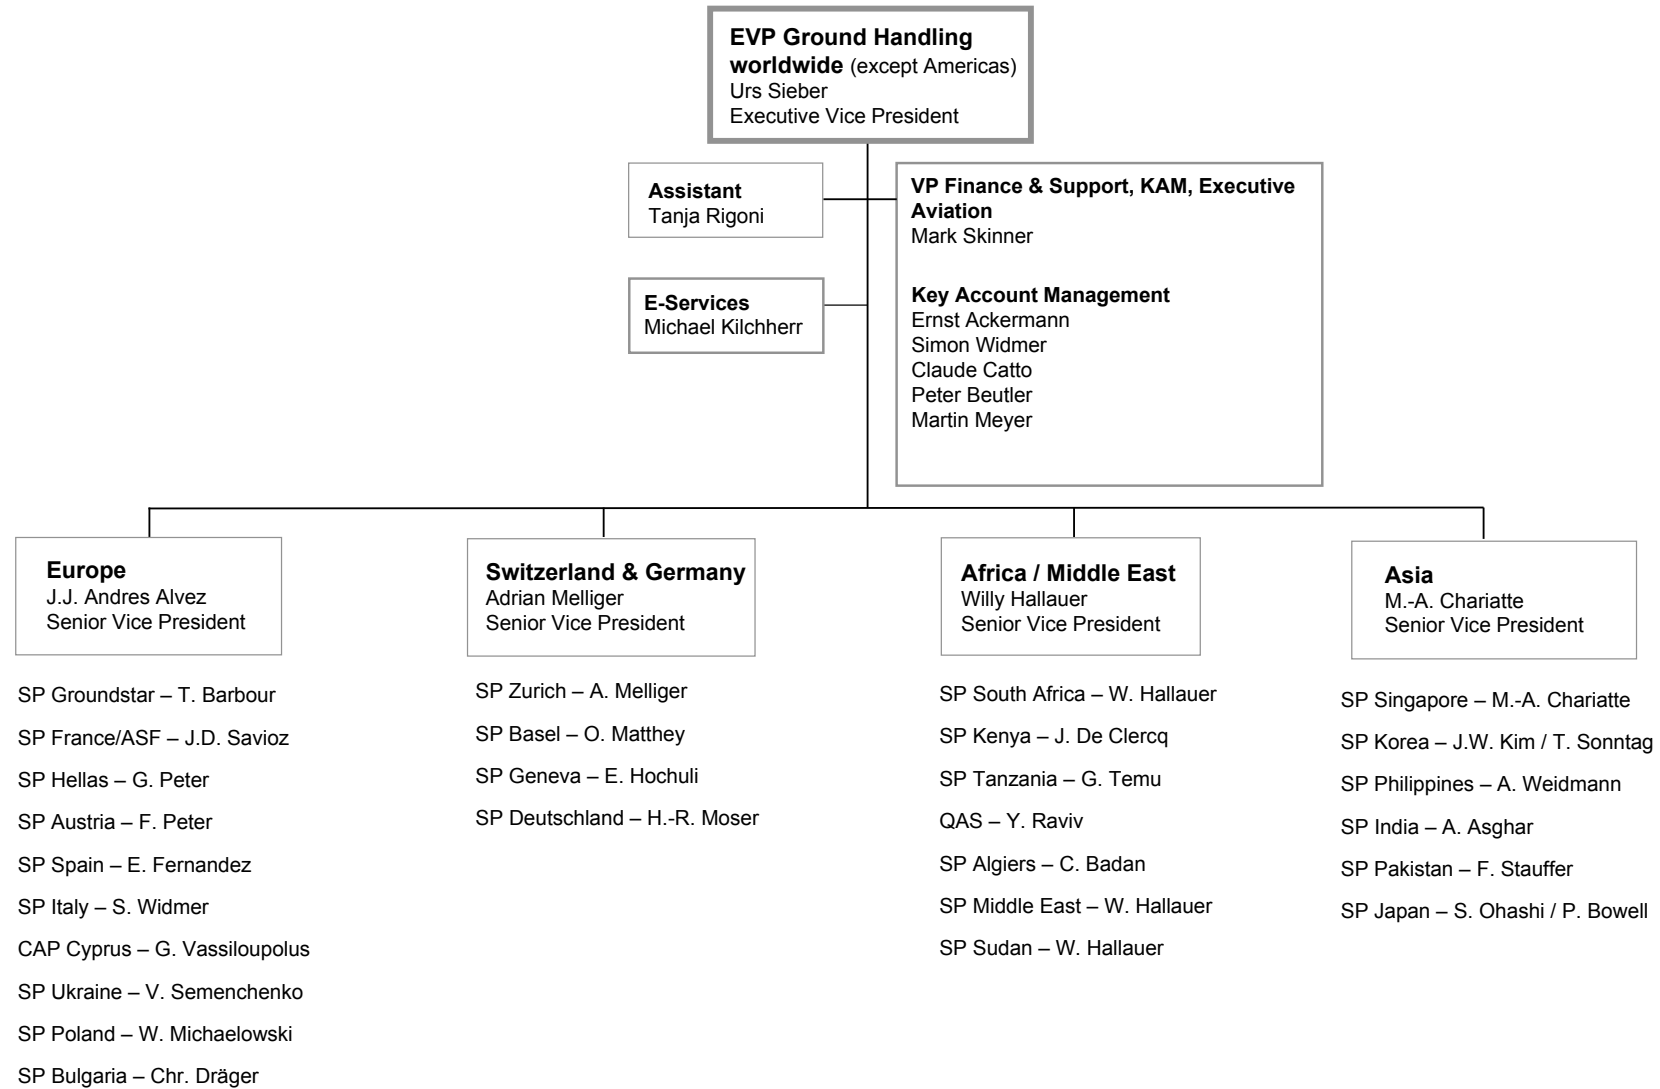 EVP Ground Handling
worldwide (except Americas)
Urs Sieber
Executive Vice President
Assistant
Tanja Rigoni
VP Finance & Support, KAM, Executive
Aviation
Mark Skinner
Key Account Management
Ernst Ackermann
Simon Widmer
Claude Catto
Peter Beutler
Martin Meyer
E-Services
Michael Kilchherr
Europe
J.J. Andres Alvez
Senior Vice President
SP Groundstar – T. Barbour
SP France/ASF – J.D. Savioz
SP Hellas – G. Peter
SP Austria – F. Peter
SP Spain – E. Fernandez
SP Italy – S. Widmer
CAP Cyprus – G. Vassiloupolus
SP Ukraine – V. Semenchenko
SP Poland – W. Michaelowski
SP Bulgaria – Chr. Dräger
Switzerland & Germany
Adrian Melliger
Senior Vice President
SP Zurich – A. Melliger
SP Basel – O. Matthey
SP Geneva – E. Hochuli
SP Deutschland – H.-R. Moser
Africa / Middle East
Willy Hallauer
Senior Vice President
SP South Africa – W. Hallauer
SP Kenya – J. De Clercq
SP Tanzania – G. Temu
QAS – Y. Raviv
SP Algiers – C. Badan
SP Middle East – W. Hallauer
SP Sudan – W. Hallauer
Asia
M.-A. Chariatte
Senior Vice President
SP Singapore – M.-A. Chariatte
SP Korea – J.W. Kim / T. Sonntag
SP Philippines – A. Weidmann
SP India – A. Asghar
SP Pakistan – F. Stauffer
SP Japan – S. Ohashi / P. Bowell